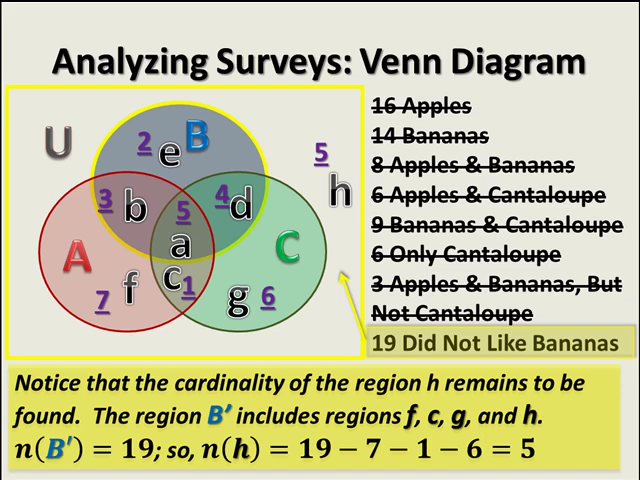 Analyzing Surveys: Venn Diagram
U
2 e B
5
h
3 b 5 4 d
a
A C
c 1
7 f g 6
16 Apples
14 Bananas
8 Apples & Bananas
6 Apples & Cantaloupe
9 Bananas & Cantaloupe
6 Only Cantaloupe
3 Apples & Bananas, But
Not Cantaloupe
19 Did Not Like Bananas
Notice that the cardinality of the region h remains to be
found. The region B′ includes regions f, c, g, and h.
n(B′) = 19; so, n(h) = 19 − 7 − 1 − 6 = 5